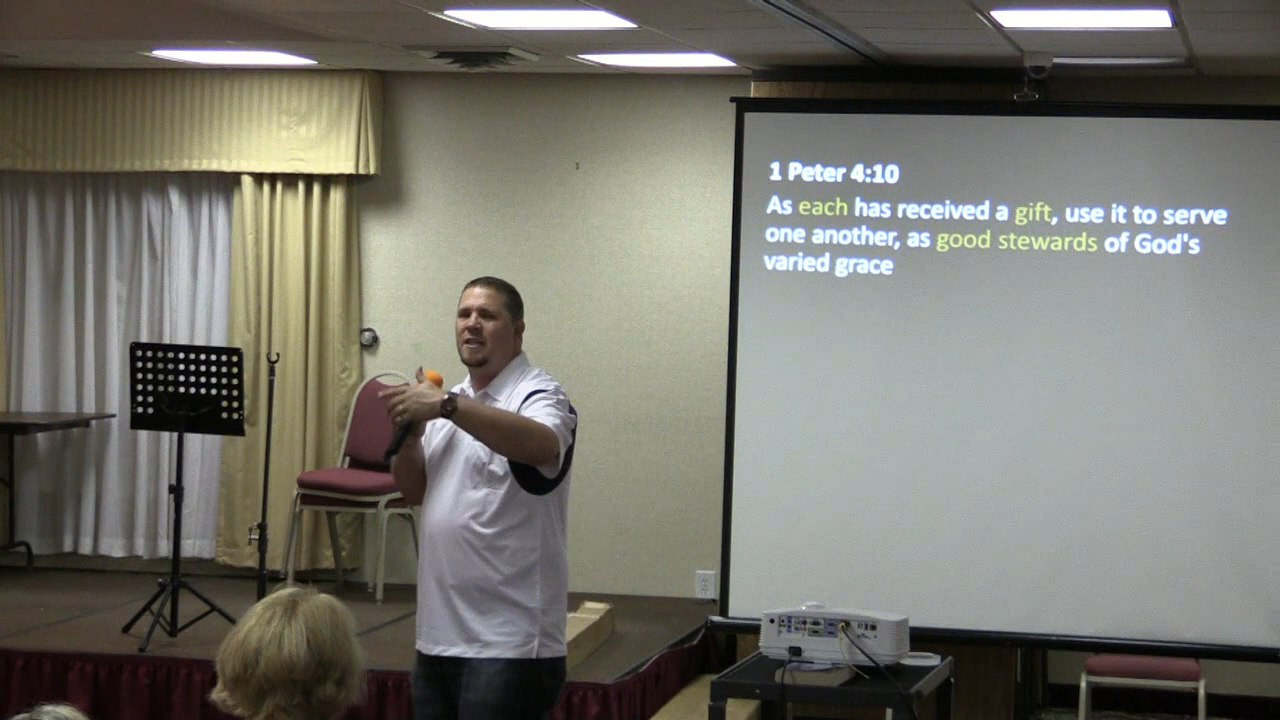 1 Peter 4:10
As each has received a gift, use it to serve
one another, as good stewards of God's
varied grace